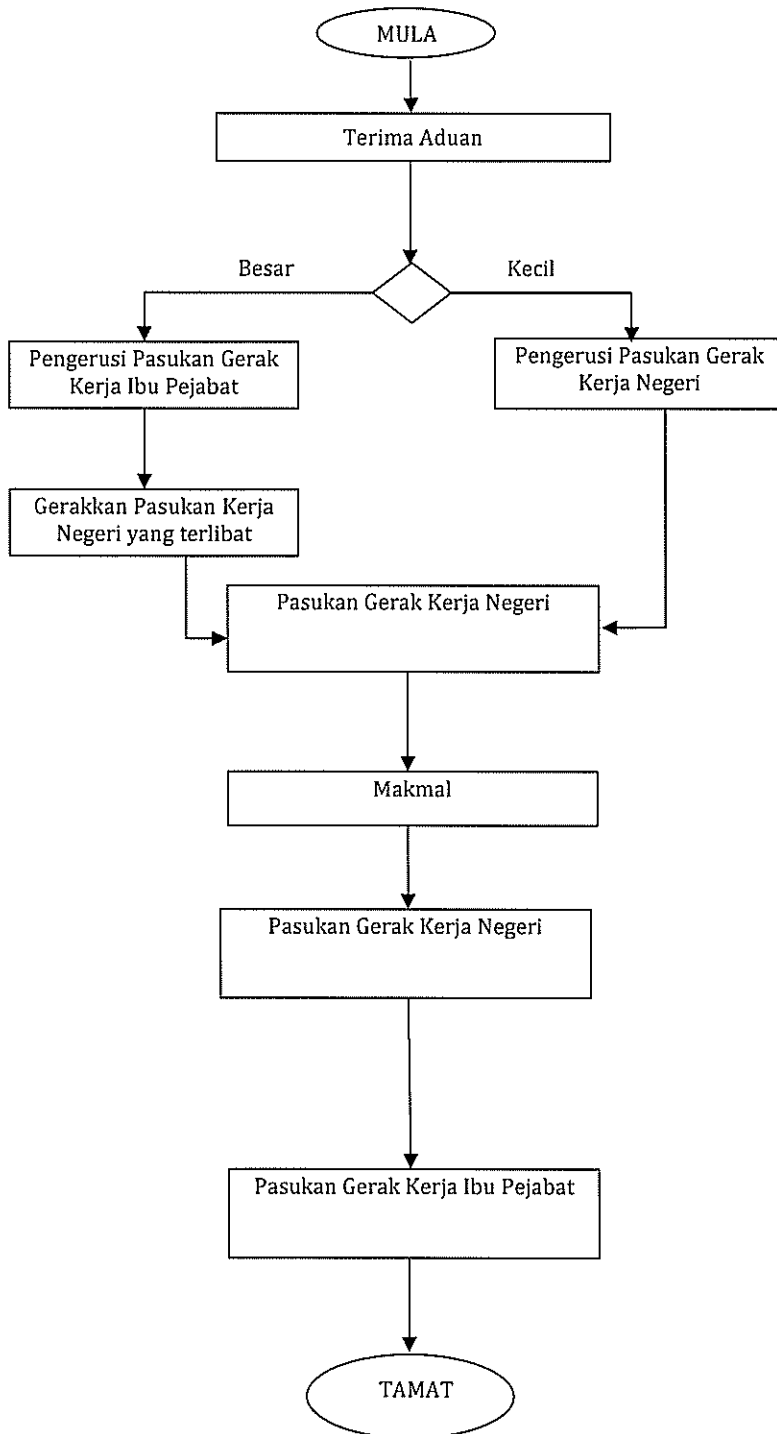 MULA
Terima Aduan
Besar
Kecil
Pengerusi Pasukan Gerak
Kerja Ibu Pejabat
Pengerusi Pasukan Gerak
Kerja Negeri
Gerakkan Pasukan Kerja
Negeri yang terlibat
Pasukan Gerak Kerja Negeri
Makmal
Pasukan Gerak Kerja Negeri
Pasukan Gerak Kerja Ibu Pejabat
TAMAT